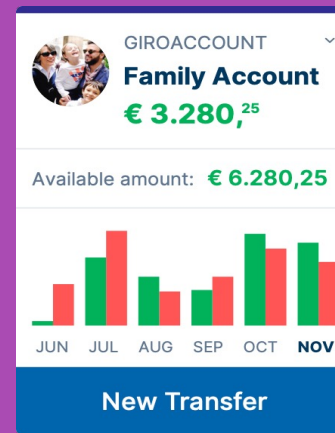 GIROACCOUNT
Family Account
€ 3.280,25
Available amount: € 6.280,25
JUN JUL AUG SEP OCT NOV
New Transfer